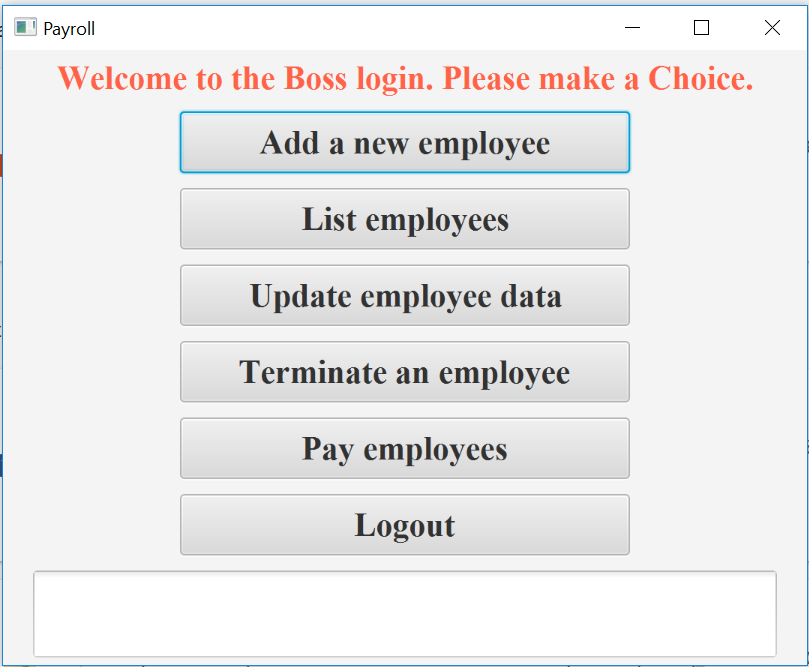 Payroll
Welcome to the Boss login. Please make a Choice.
Add a new employee
List employees
Update employee data
Terminate an employee
Pay employees
Logout